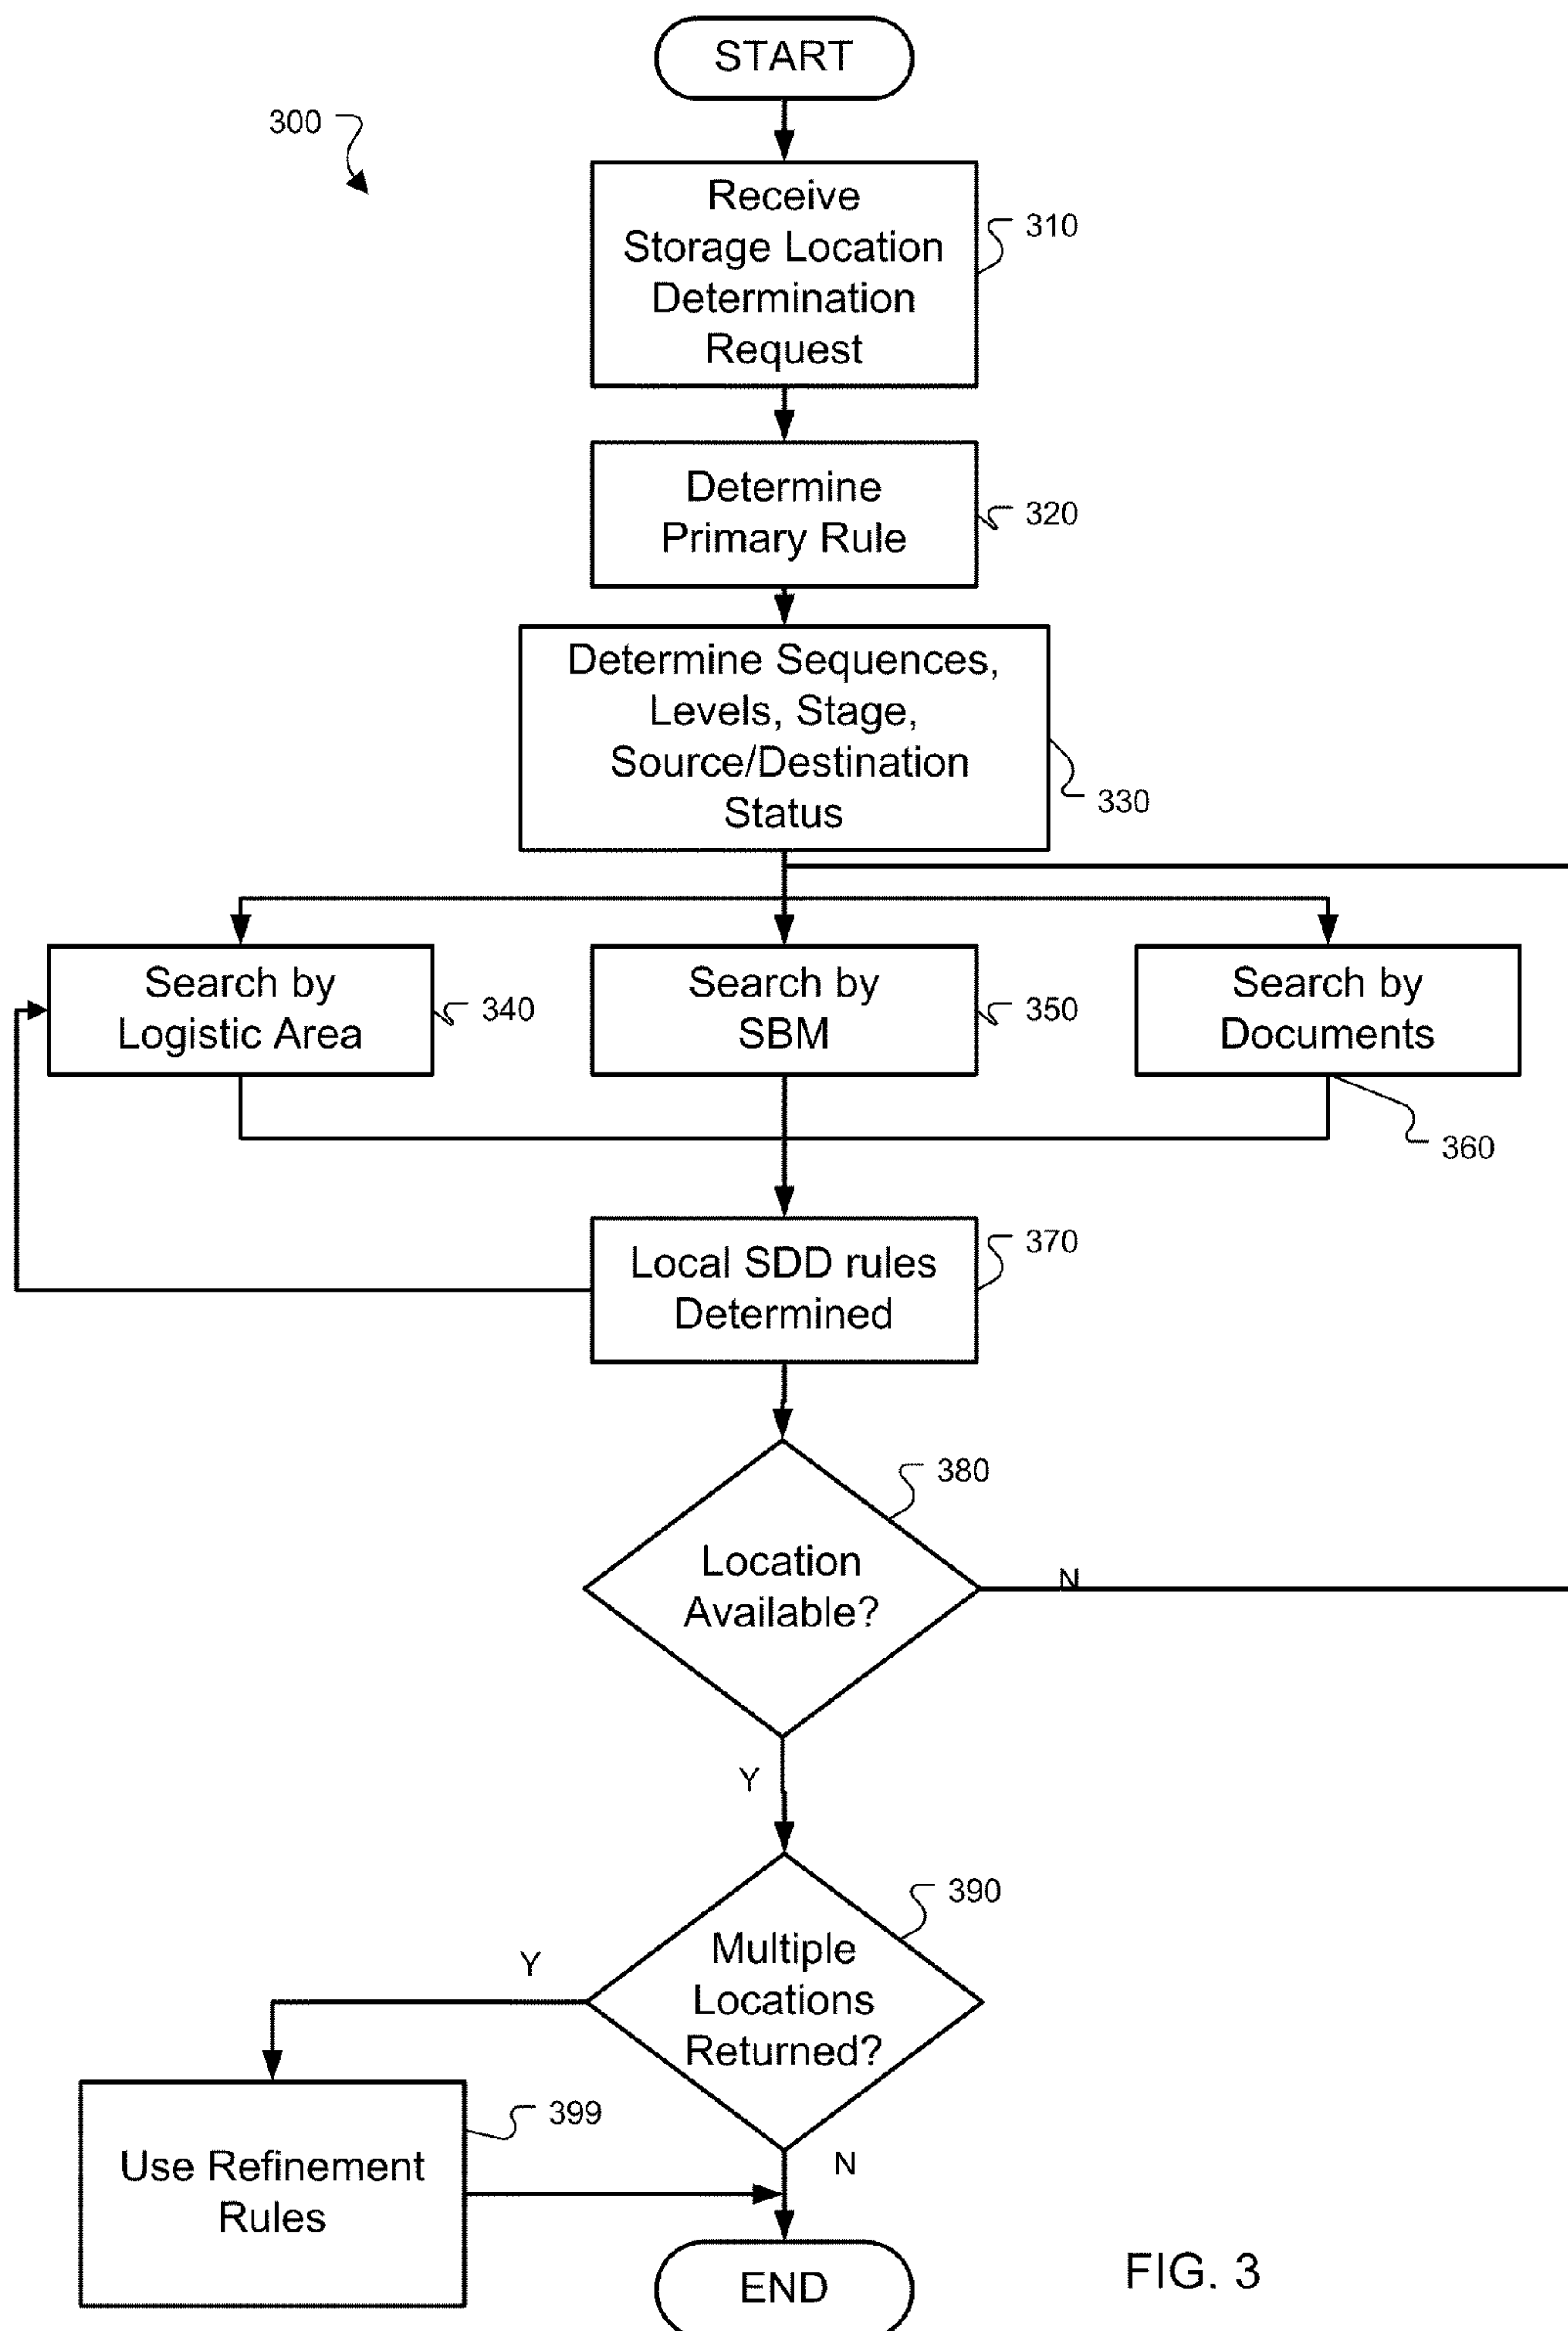 START
300
Receive
Storage Location
Determination
Request
310
Determine
Primary Rule
320
Determine Sequences,
Levels, Stage,
Source/Destination
Status
330
Search by
Logistic Area
340
Search by
SBM
350
Search by
Documents
360
Local SDD rules
Determined
370
Location
Available?
380
N
Y
Multiple
Locations
Returned?
390
Y
N
Use Refinement
Rules
399
END
FIG. 3